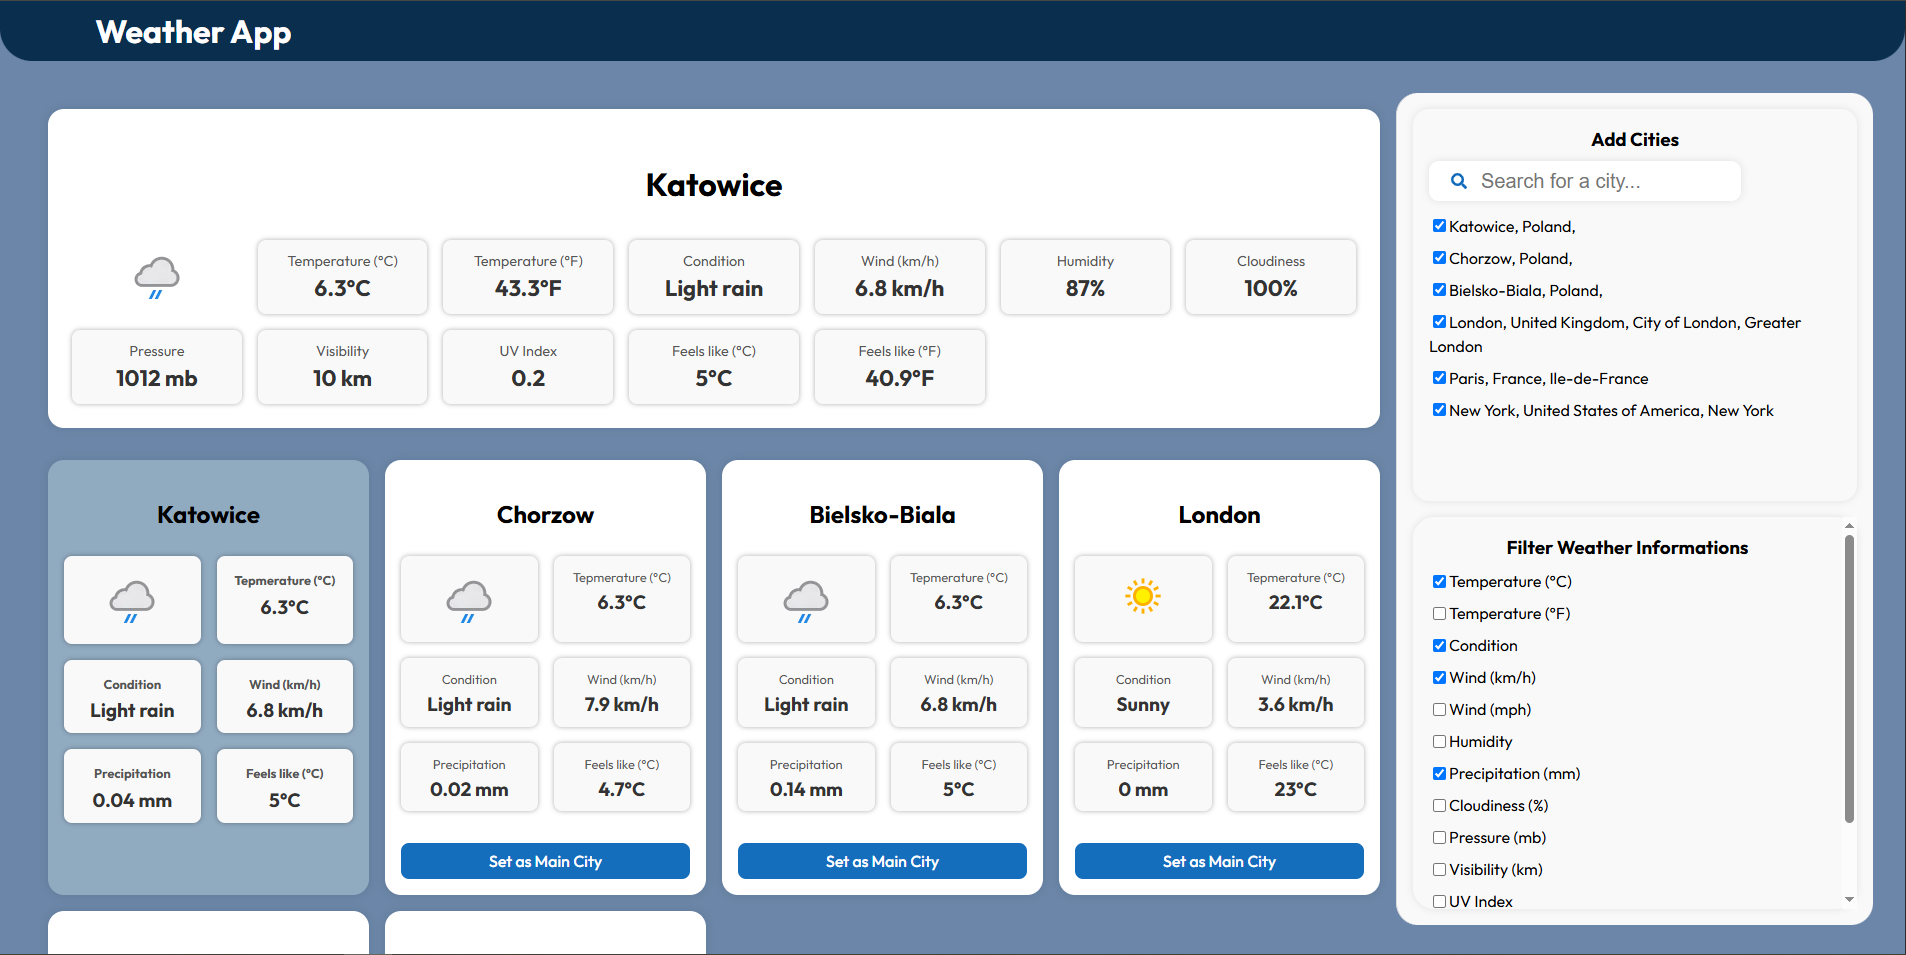 Weather App
Katowice
Temperature (°C)
6.3°C
Temperature (°F)
43.3°F
Condition
Light rain
Wind (km/h)
6.8 km/h
Humidity
87%
Cloudiness
100%
Pressure
1012 mb
Visibility
10 km
UV Index
0.2
Feels like (°C)
5°C
Feels like (°F)
40.9°F
Katowice
Tepmerature (°C)
6.3°C
Condition
Light rain
Wind (km/h)
6.8 km/h
Precipitation
0.04 mm
Feels like (°C)
5°C
Chorzow
Tepmerature (°C)
6.3°C
Condition
Light rain
Wind (km/h)
7.9 km/h
Precipitation
0.02 mm
Feels like (°C)
4.7°C
Set as Main City
Bielsko-Biala
Tepmerature (°C)
6.3°C
Condition
Light rain
Wind (km/h)
6.8 km/h
Precipitation
0.14 mm
Feels like (°C)
5°C
Set as Main City
London
Tepmerature (°C)
22.1°C
Condition
Sunny
Wind (km/h)
3.6 km/h
Precipitation
0 mm
Feels like (°C)
23°C
Set as Main City
Add Cities
Search for a city...
Katowice, Poland,
Chorzow, Poland,
Bielsko-Biala, Poland,
London, United Kingdom, City of London, Greater
London
Paris, France, Ile-de-France
New York, United States of America, New York
Filter Weather Informations
Temperature (°C)
Temperature (°F)
Condition
Wind (km/h)
Wind (mph)
Humidity
Precipitation (mm)
Cloudiness (%)
Pressure (mb)
Visibility (km)
UV Index